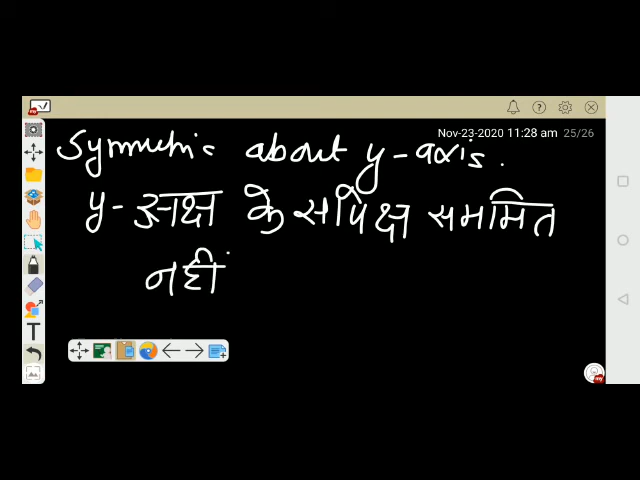 Nov-23-2020 11:28 am 25/26
Symmetric about y-axis.
y-अक्ष के सापेक्ष सममित
नहीं
T